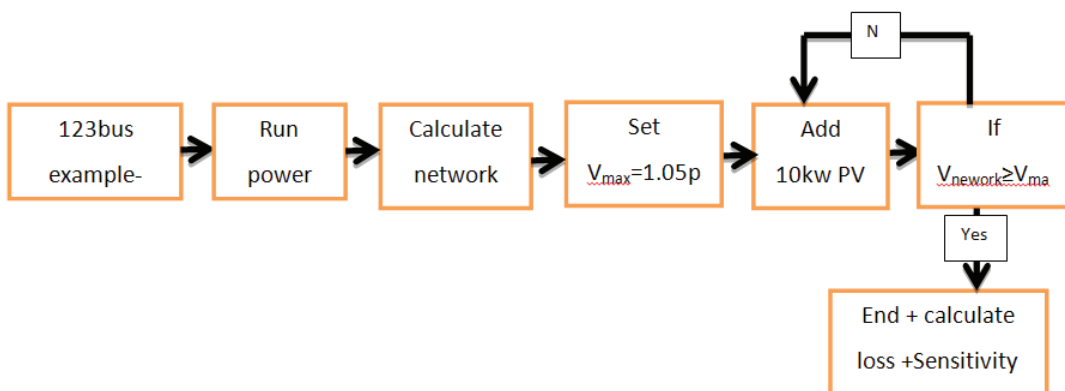 N
123bus
example-
Run
power
Calculate
network
Set
Vmax=1.05p
Add
10kw PV
If
Vnework≥Vma
Yes
End + calculate
loss +Sensitivity